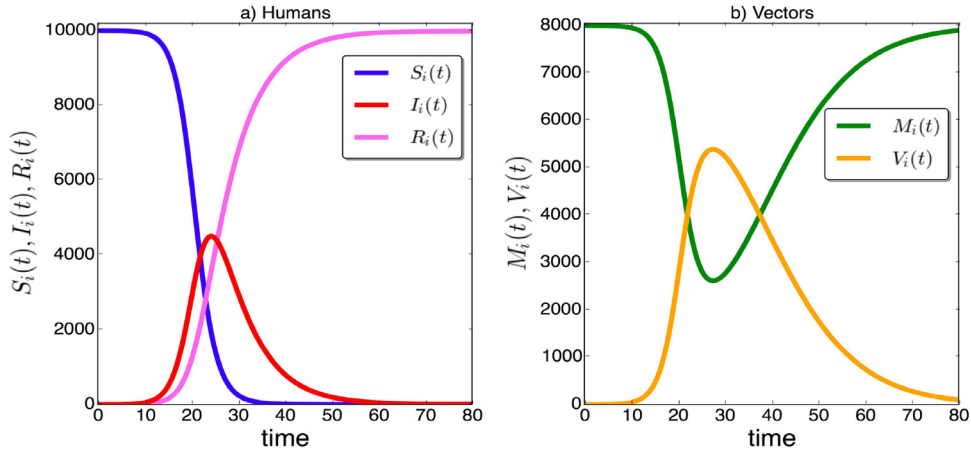 a) Humans
10000
8000
6000
4000
2000
0
S_i(t), I_i(t), R_i(t)
S_i(t)
I_i(t)
R_i(t)
0 10 20 30 40 50 60 70 80
time
b) Vectors
8000
7000
6000
5000
4000
3000
2000
1000
0
M_i(t), V_i(t)
M_i(t)
V_i(t)
0 10 20 30 40 50 60 70 80
time